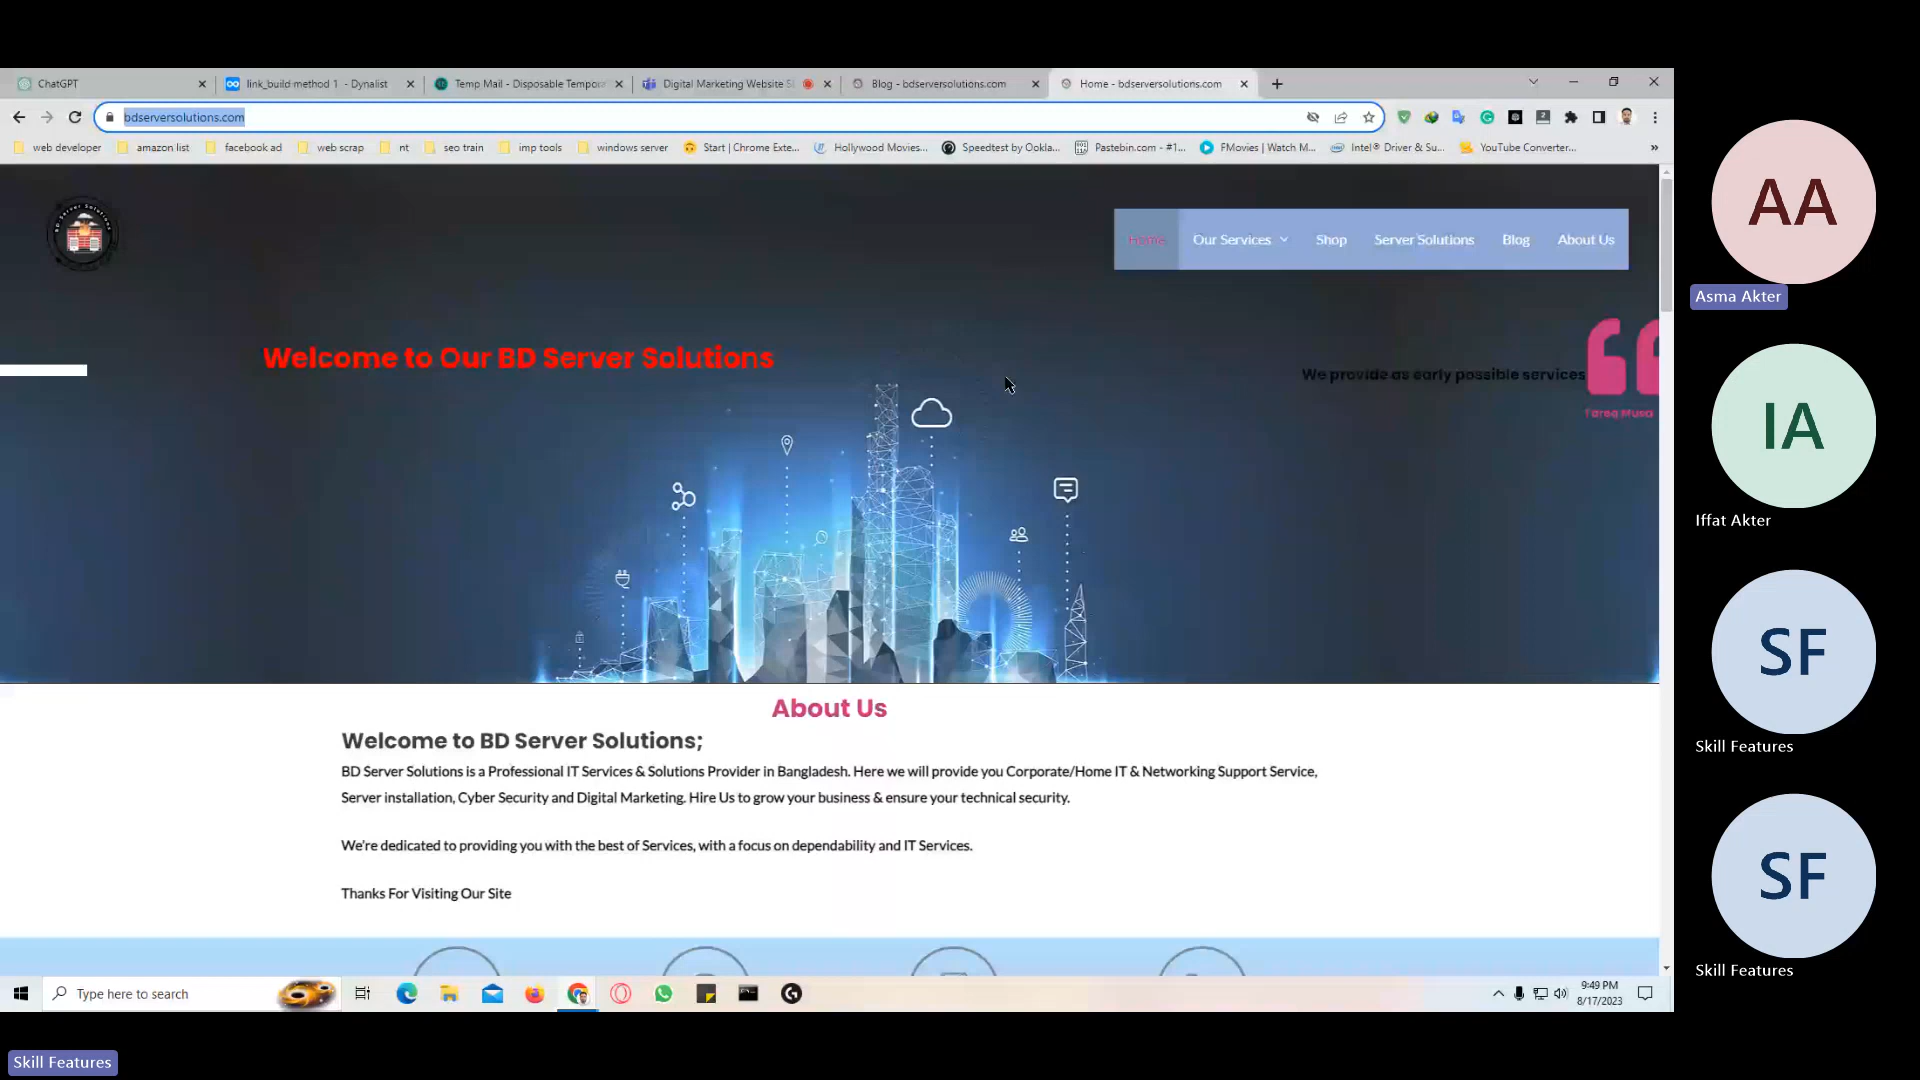 ChatGPT
link_build method 1 - Dynalist
Temp Mail - Disposable Tempour
Digital Marketing Website S
Blog - bdserversolutions.com
Home - bdserversolutions.com
bdserversolutions.com
web developer
amazon list
facebook ad
web scrap
nt
seo train
imp tools
windows server
Start | Chrome Exte...
Hollywood Movies...
Speedtest by Ookla...
Pastebin.com - #1...
FMovies | Watch M...
Intel® Driver & Su...
YouTube Converter...
BD Server Solutions
Home
Our Services
Shop
Server Solutions
Blog
About Us
Welcome to Our BD Server Solutions
We provide as early possible services
Tareq Musa
About Us
Welcome to BD Server Solutions;
BD Server Solutions is a Professional IT Services & Solutions Provider in Bangladesh. Here we will provide you Corporate/Home IT & Networking Support Service,
Server installation, Cyber Security and Digital Marketing. Hire Us to grow your business & ensure your technical security.
We're dedicated to providing you with the best of Services, with a focus on dependability and IT Services.
Thanks For Visiting Our Site
Type here to search
9:49 PM
8/17/2023
AA
Asma Akter
IA
Iffat Akter
SF
Skill Features
SF
Skill Features
Skill Features